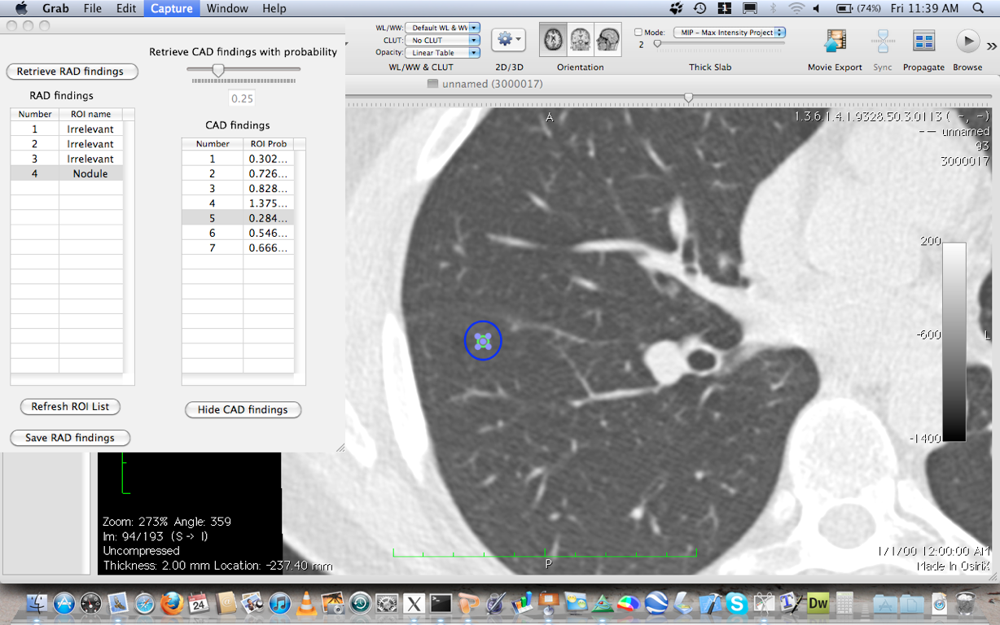 Grab File Edit Capture Window Help
(74%) Fri 11:39 AM
Retrieve CAD findings with probability
Retrieve RAD findings
0.25
RAD findings
CAD findings
Number ROI name
1 Irrelevant
2 Irrelevant
3 Irrelevant
4 Nodule
Number ROI Prob
1 0.302...
2 0.726...
3 0.828...
4 1.375...
5 0.284...
6 0.546...
7 0.666...
Refresh ROI List
Hide CAD findings
Save RAD findings
WL/WW: Default WL & WW
CLUT: No CLUT
Opacity: Linear Table
WL/WW & CLUT
2D/3D
Orientation
Mode: MIP - Max Intensity Project
2
Thick Slab
Movie Export
Sync
Propagate
Browse
unnamed (3000017)
A
1.3.6.1.4.1.9328.50.3.0113 ( -, -)
-- unnamed
93
3000017
200
-600
L
-1400
Zoom: 273% Angle: 359
Im: 94/193 (S -> I)
Uncompressed
Thickness: 2.00 mm Location: -237.40 mm
P
1/1/00 12:00:00 AM
Made In OsiriX
24
Dw